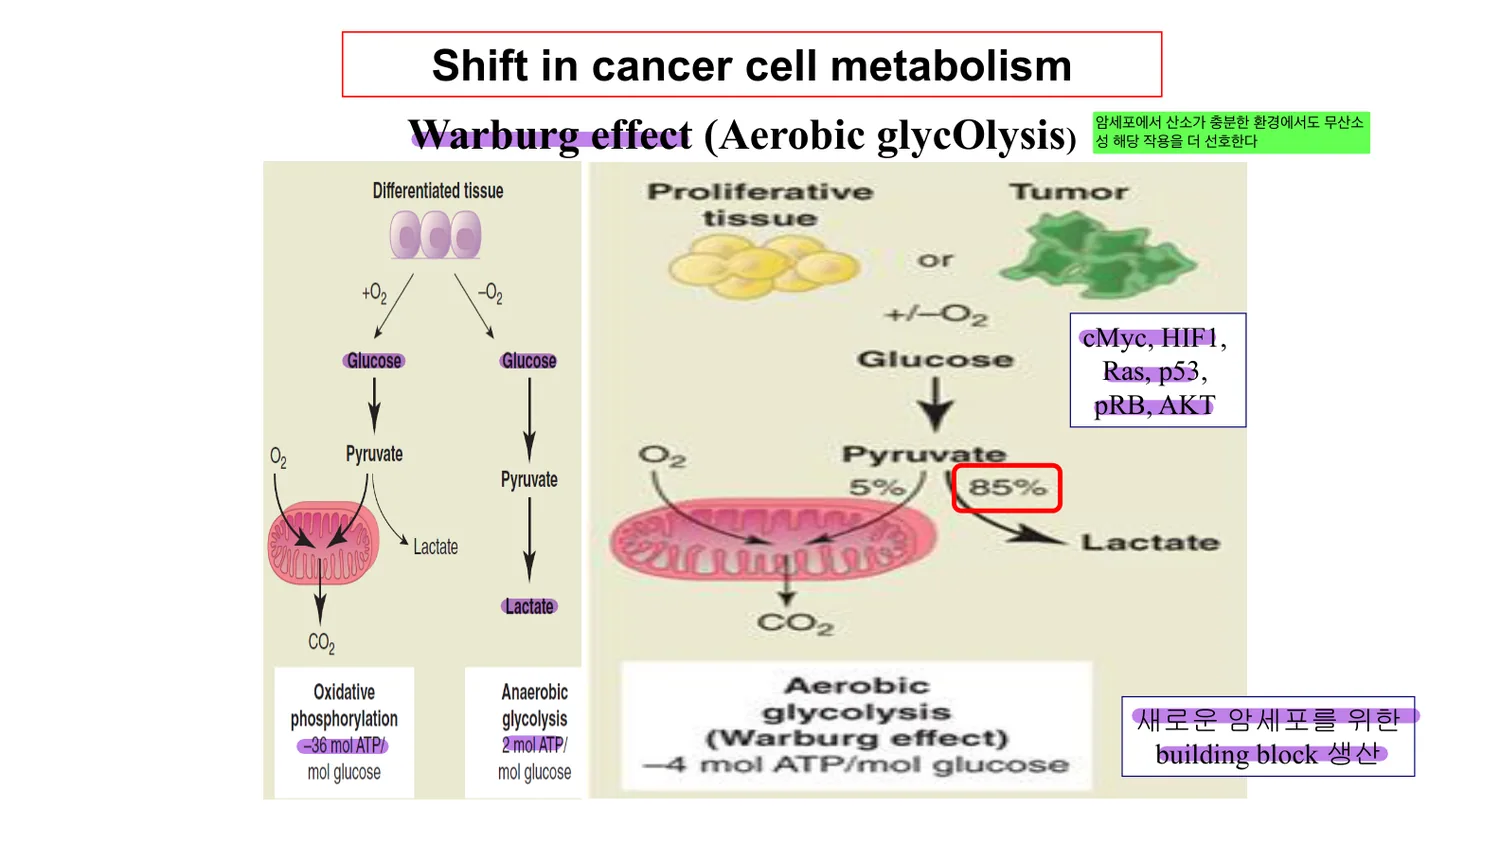 Shift in cancer cell metabolism
Warburg effect (Aerobic glycOlysis)
암세포에서 산소가 충분한 환경에서도 무산소
성 해당 작용을 더 선호한다
Differentiated tissue
+O2
–O2
Glucose
Glucose
O2
Pyruvate
Pyruvate
Lactate
Lactate
CO2
Oxidative
phosphorylation
~36 mol ATP/
mol glucose
Anaerobic
glycolysis
2 mol ATP/
mol glucose
Proliferative
tissue
or
Tumor
+/–O2
Glucose
O2
Pyruvate
5%
85%
Lactate
CO2
Aerobic
glycolysis
(Warburg effect)
~4 mol ATP/mol glucose
cMyc, HIF1,
Ras, p53,
pRB, AKT
새로운 암세포를 위한
building block 생산